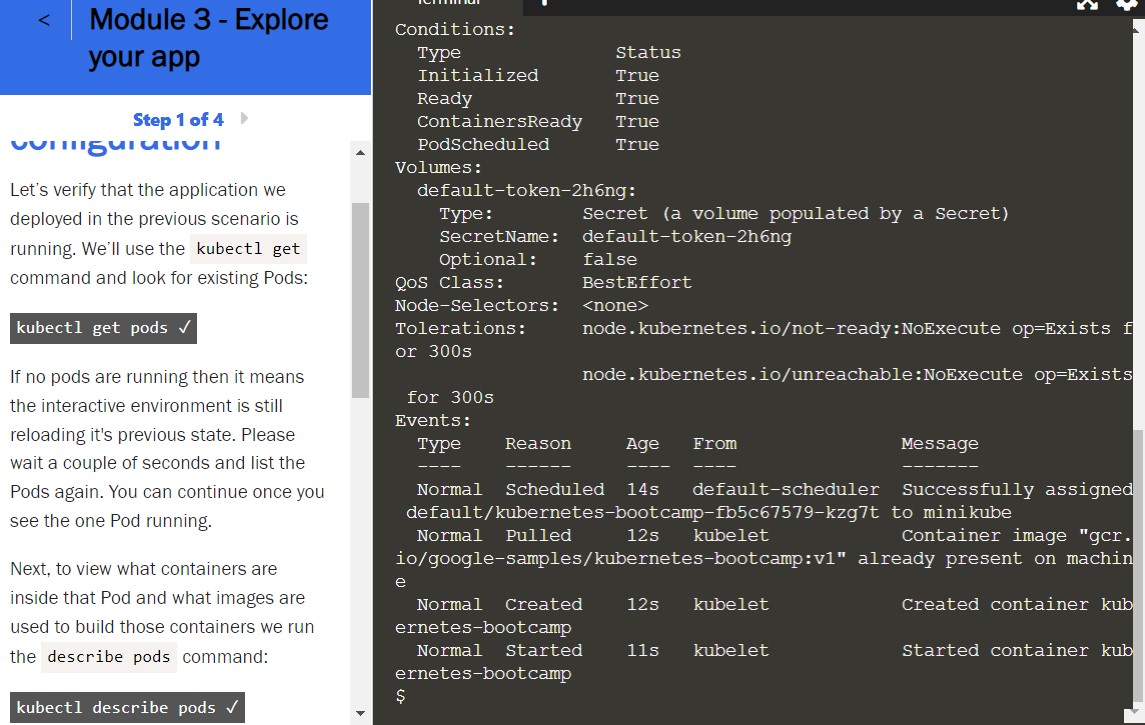 <
Module 3 - Explore
your app
Step 1 of 4
configuration
Let's verify that the application we
deployed in the previous scenario is
running. We'll use the kubectl get
command and look for existing Pods:
kubectl get pods ✓
If no pods are running then it means
the interactive environment is still
reloading it's previous state. Please
wait a couple of seconds and list the
Pods again. You can continue once you
see the one Pod running.
Next, to view what containers are
inside that Pod and what images are
used to build those containers we run
the describe pods command:
kubectl describe pods ✓
Terminal +
Conditions:
Type Status
Initialized True
Ready True
ContainersReady True
PodScheduled True
Volumes:
default-token-2h6ng:
Type: Secret (a volume populated by a Secret)
SecretName: default-token-2h6ng
Optional: false
QoS Class: BestEffort
Node-Selectors: <none>
Tolerations: node.kubernetes.io/not-ready:NoExecute op=Exists f
or 300s
node.kubernetes.io/unreachable:NoExecute op=Exists
for 300s
Events:
Type Reason Age From Message
---- ------ ---- ---- -------
Normal Scheduled 14s default-scheduler Successfully assigned
default/kubernetes-bootcamp-fb5c67579-kzg7t to minikube
Normal Pulled 12s kubelet Container image "gcr.
io/google-samples/kubernetes-bootcamp:v1" already present on machin
e
Normal Created 12s kubelet Created container kub
ernetes-bootcamp
Normal Started 11s kubelet Started container kub
ernetes-bootcamp
$